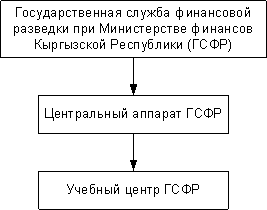 Государственная служба финансовой
разведки при Министерстве финансов
Кыргызской Республики (ГСФР)
Центральный аппарат ГСФР
Учебный центр ГСФР